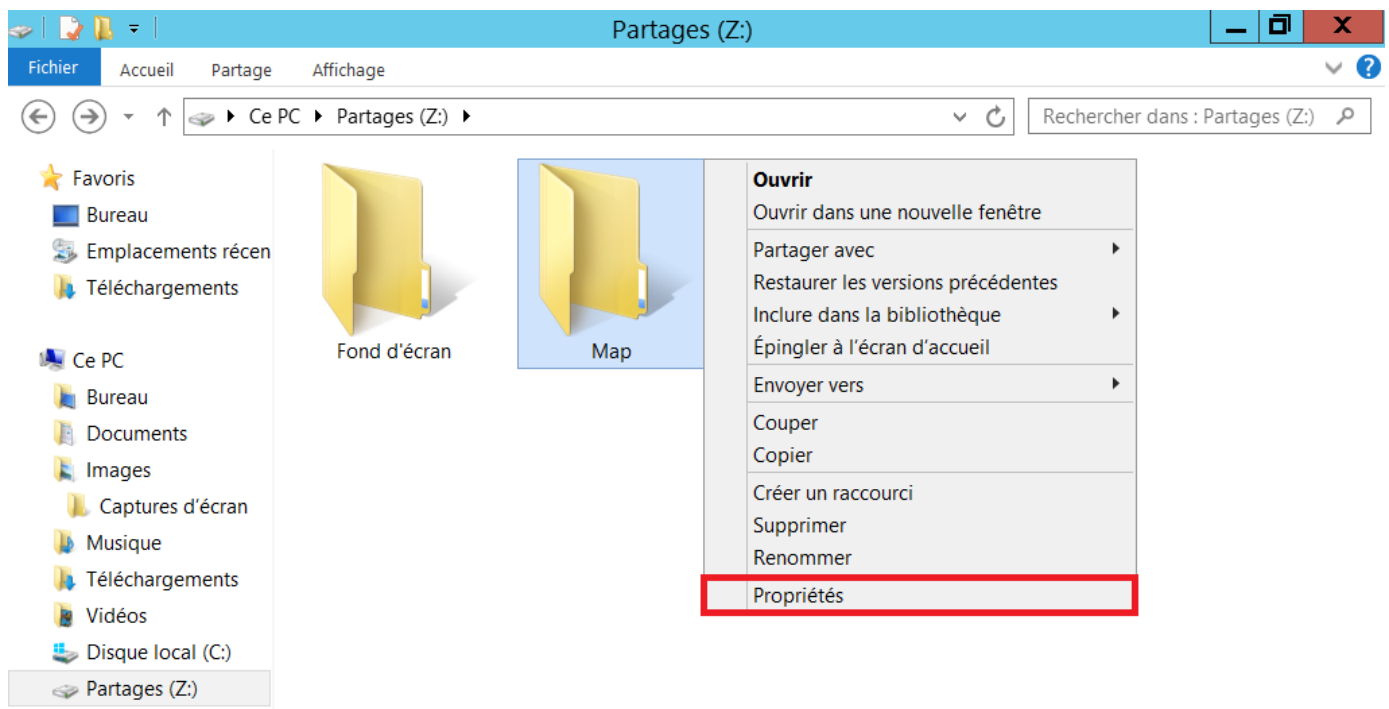 Partages (Z:)
Fichier
Accueil
Partage
Affichage
Ce PC
Partages (Z:)
Rechercher dans : Partages (Z:)
Favoris
Bureau
Emplacements récen
Téléchargements
Ce PC
Bureau
Documents
Images
Captures d'écran
Musique
Téléchargements
Vidéos
Disque local (C:)
Partages (Z:)
Fond d'écran
Map
Ouvrir
Ouvrir dans une nouvelle fenêtre
Partager avec
Restaurer les versions précédentes
Inclure dans la bibliothèque
Épingler à l'écran d'accueil
Envoyer vers
Couper
Copier
Créer un raccourci
Supprimer
Renommer
Propriétés